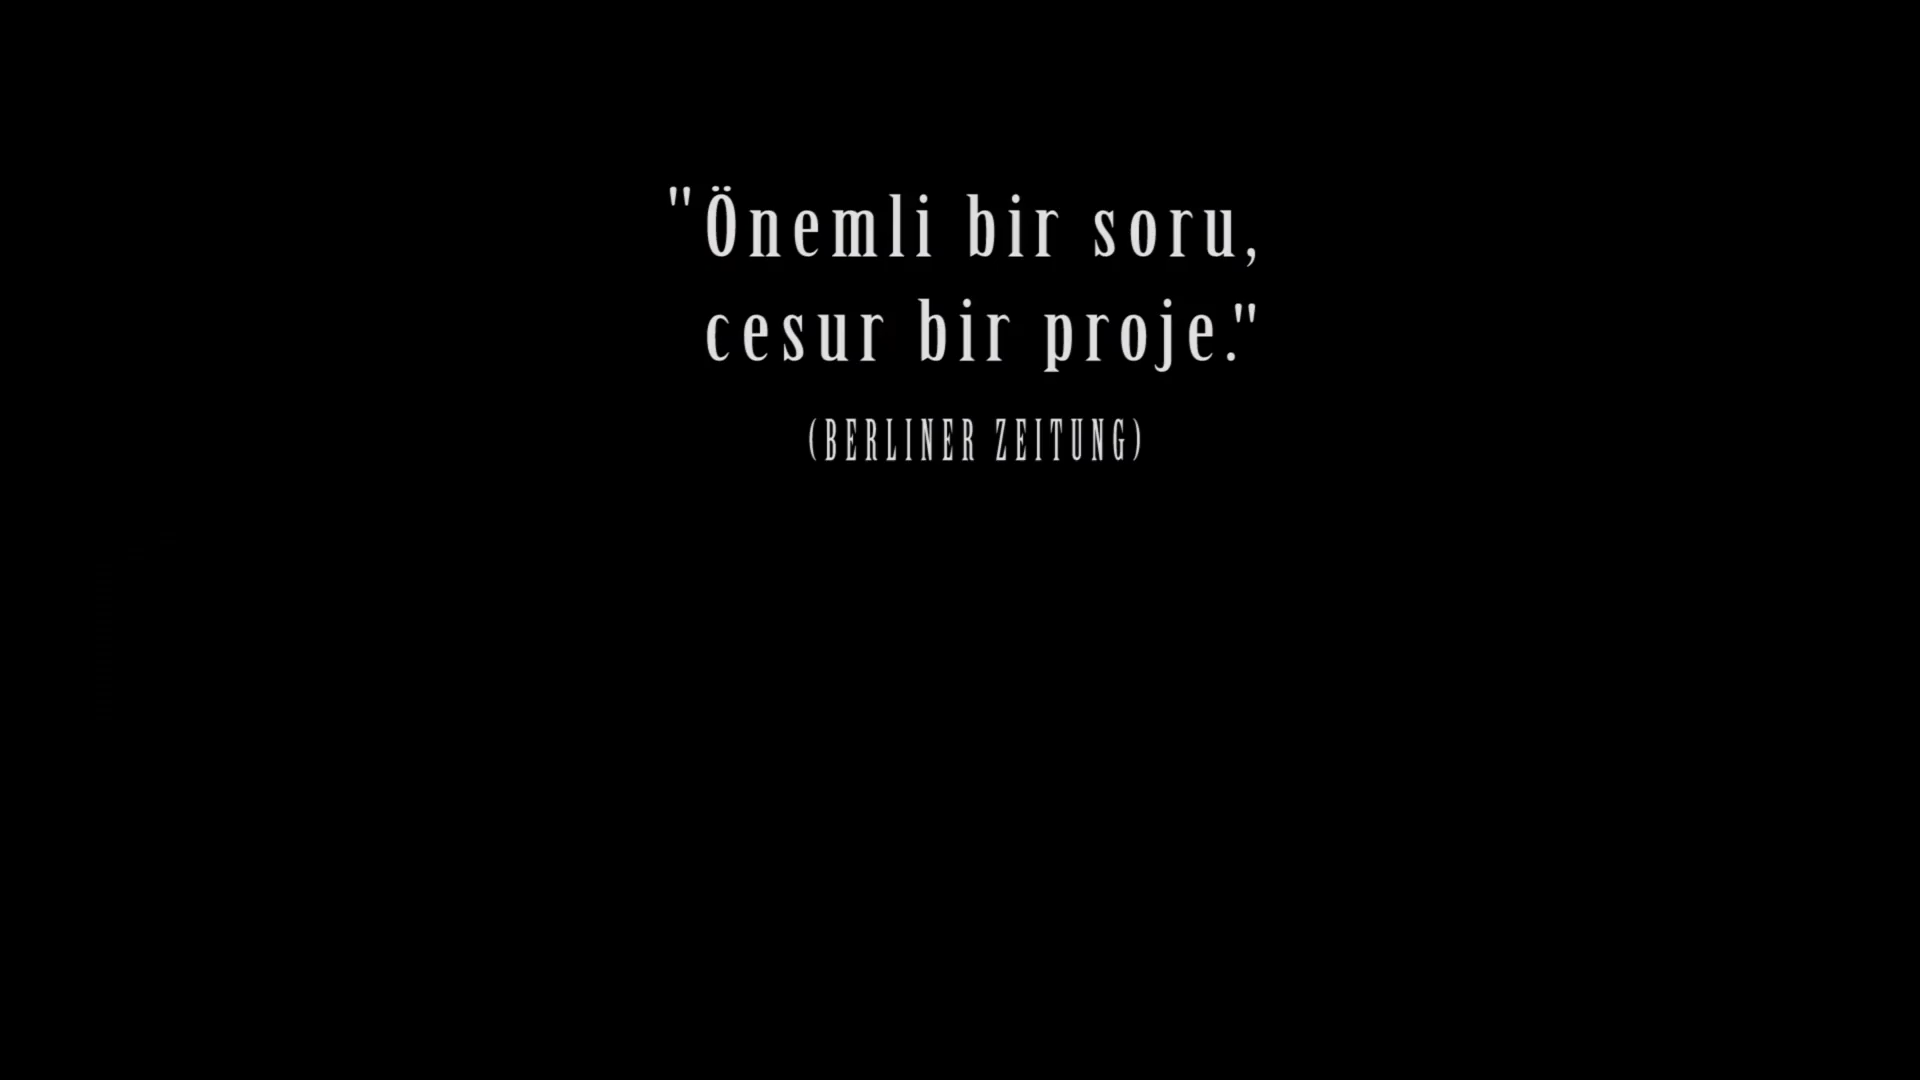 "Önemli bir soru,
cesur bir proje."
(BERLINER ZEITUNG)